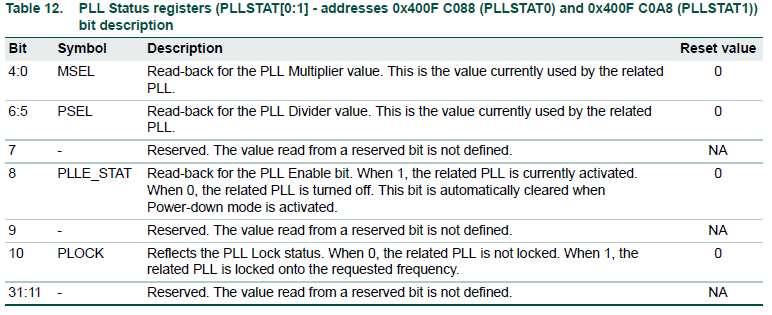 Table 12. PLL Status registers (PLLSTAT[0:1] - addresses 0x400F C088 (PLLSTAT0) and 0x400F C0A8 (PLLSTAT1))
bit description
Bit Symbol Description Reset value
4:0 MSEL Read-back for the PLL Multiplier value. This is the value currently used by the related 0
PLL.
6:5 PSEL Read-back for the PLL Divider value. This is the value currently used by the related 0
PLL.
7 - Reserved. The value read from a reserved bit is not defined. NA
8 PLLE_STAT Read-back for the PLL Enable bit. When 1, the related PLL is currently activated. 0
When 0, the related PLL is turned off. This bit is automatically cleared when
Power-down mode is activated.
9 - Reserved. The value read from a reserved bit is not defined. NA
10 PLOCK Reflects the PLL Lock status. When 0, the related PLL is not locked. When 1, the 0
related PLL is locked onto the requested frequency.
31:11 - Reserved. The value read from a reserved bit is not defined. NA